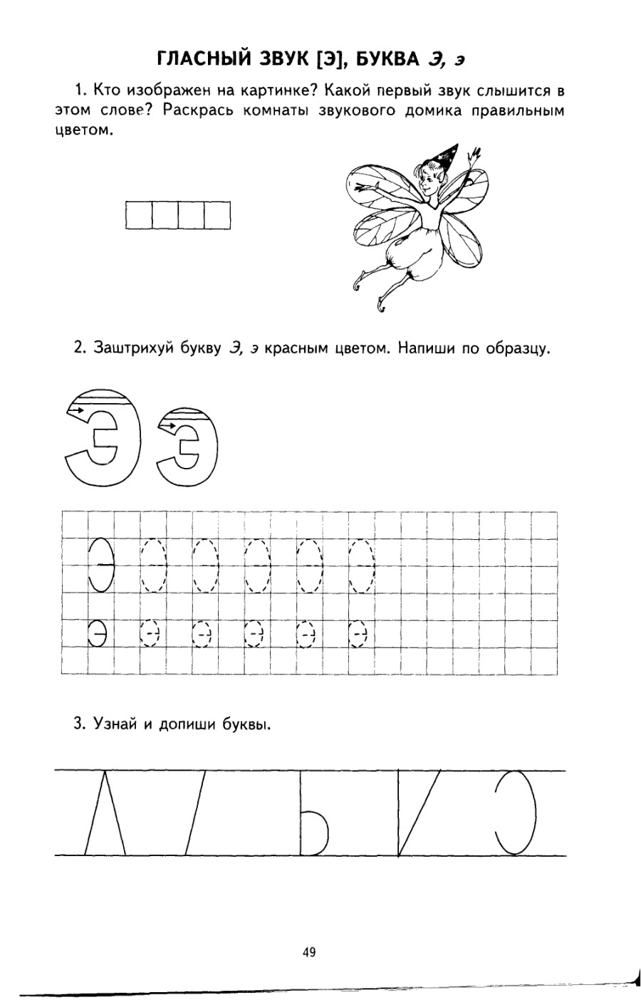 ГЛАСНЫЙ ЗВУК [Э], БУКВА Э, э
1. Кто изображен на картинке? Какой первый звук слышится в
этом слове? Раскрась комнаты звукового домика правильным
цветом.
2. Заштрихуй букву Э, э красным цветом. Напиши по образцу.
Э э
Э Э Э Э Э Э
э э э э э э
3. Узнай и допиши буквы.
49